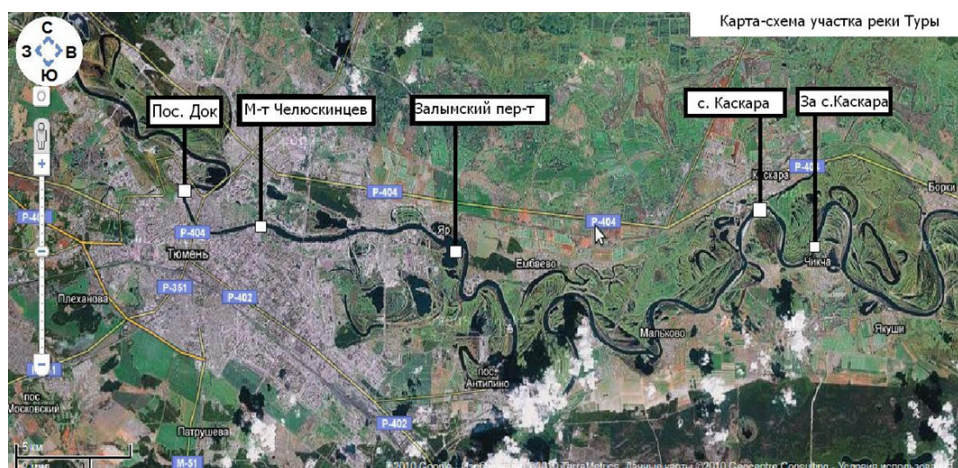 Карта-схема участка реки Туры
С
З
В
Ю
Пос. Док
М-т Челюскинцев
Залынский пер-т
с. Каскара
За с.Каскара
Каскара
Р-404
Борки
Р-404
Р-404
Яр
Р-404
Тюмень
Ембаево
Чикча
Р-351
Р-402
Плеханова
Мальково
Якуши
пос
Антипино
пос
Московский
Р-402
Патрушева
5 км
М-51